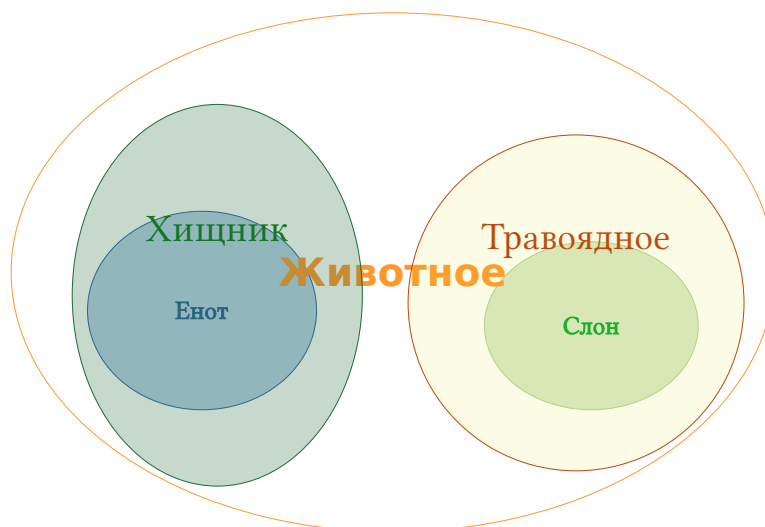 Хищник
Травоядное
Животное
Енот
Слон